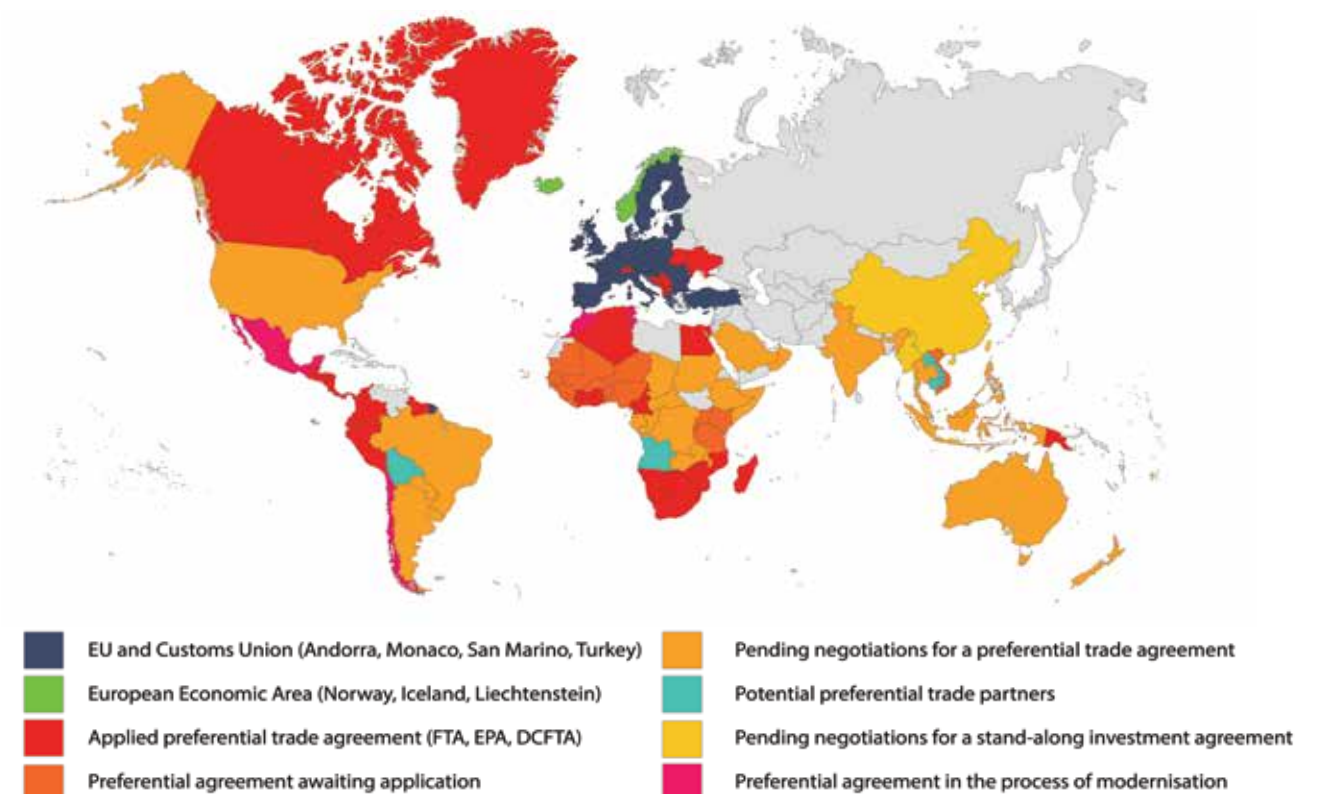 EU and Customs Union (Andorra, Monaco, San Marino, Turkey)
European Economic Area (Norway, Iceland, Liechtenstein)
Applied preferential trade agreement (FTA, EPA, DCFTA)
Preferential agreement awaiting application
Pending negotiations for a preferential trade agreement
Potential preferential trade partners
Pending negotiations for a stand-along investment agreement
Preferential agreement in the process of modernisation